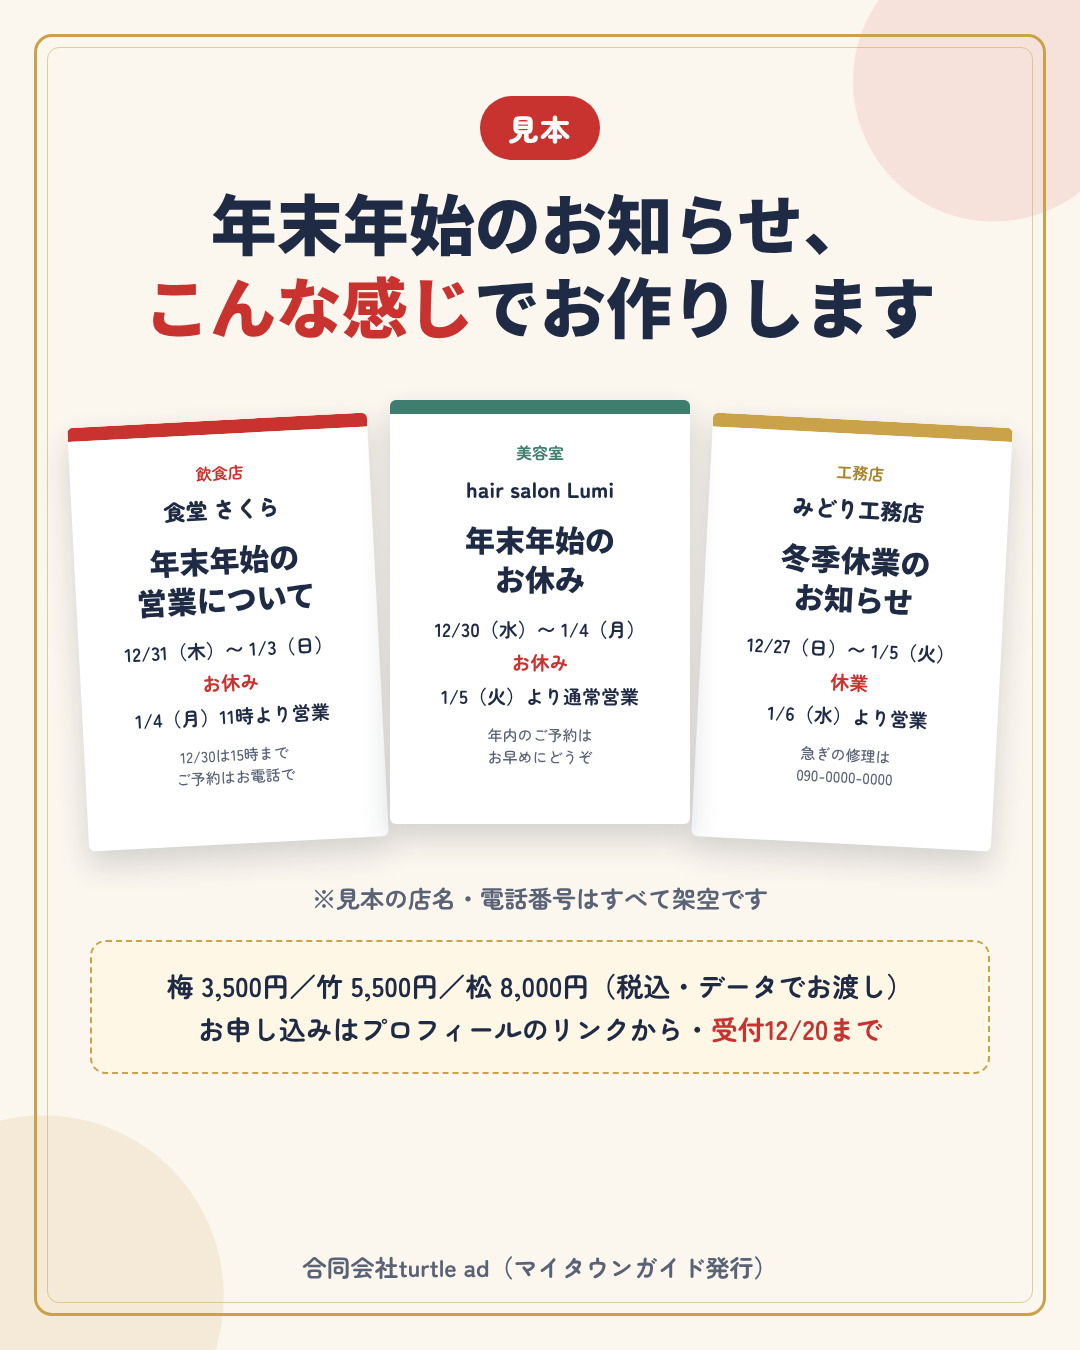 見本
年末年始のお知らせ、
こんな感じでお作りします
飲食店
食堂 さくら
年末年始の
営業について
12/31（木）〜 1/3（日）
お休み
1/4（月）11時より営業
12/30は15時まで
ご予約はお電話で
美容室
hair salon Lumi
年末年始の
お休み
12/30（水）〜 1/4（月）
お休み
1/5（火）より通常営業
年内のご予約は
お早めにどうぞ
工務店
みどり工務店
冬季休業の
お知らせ
12/27（日）〜 1/5（火）
休業
1/6（水）より営業
急ぎの修理は
090-0000-0000
※見本の店名・電話番号はすべて架空です
梅 3,500円／竹 5,500円／松 8,000円（税込・データでお渡し）
お申し込みはプロフィールのリンクから・受付12/20まで
合同会社turtle ad（マイタウンガイド発行）